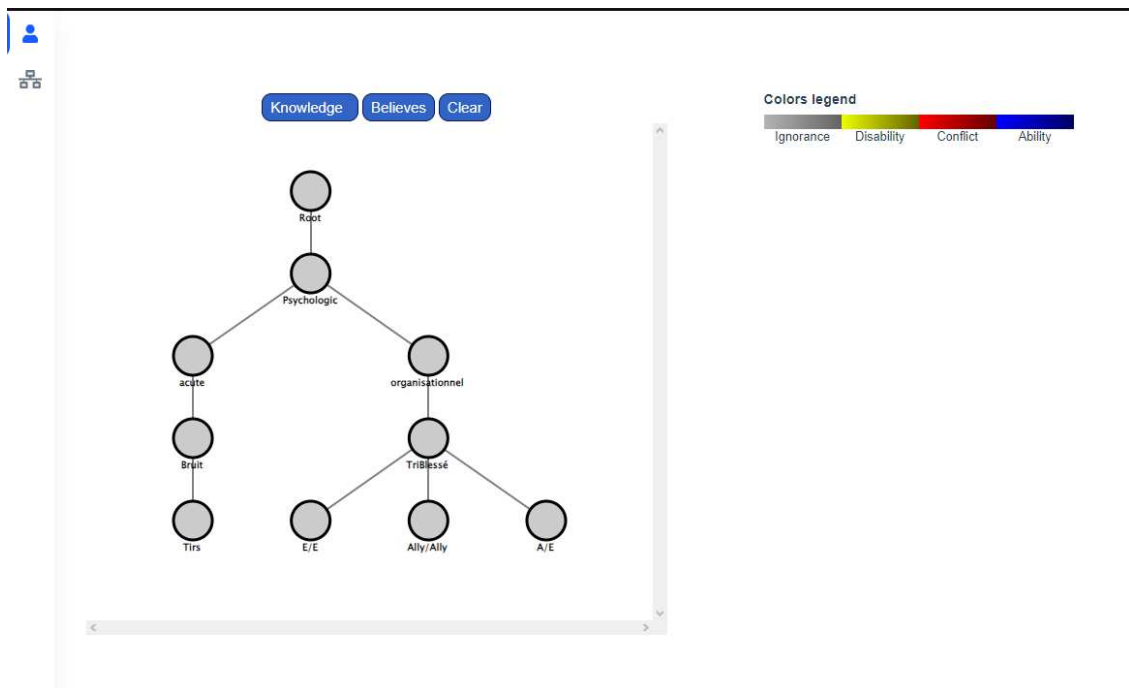 Knowledge Believes Clear
Colors legend
Ignorance Disability Conflict Ability
Root
Psychologic
acute organisationnel
Bruit TriBlessé
Tirs E/E Ally/Ally A/E